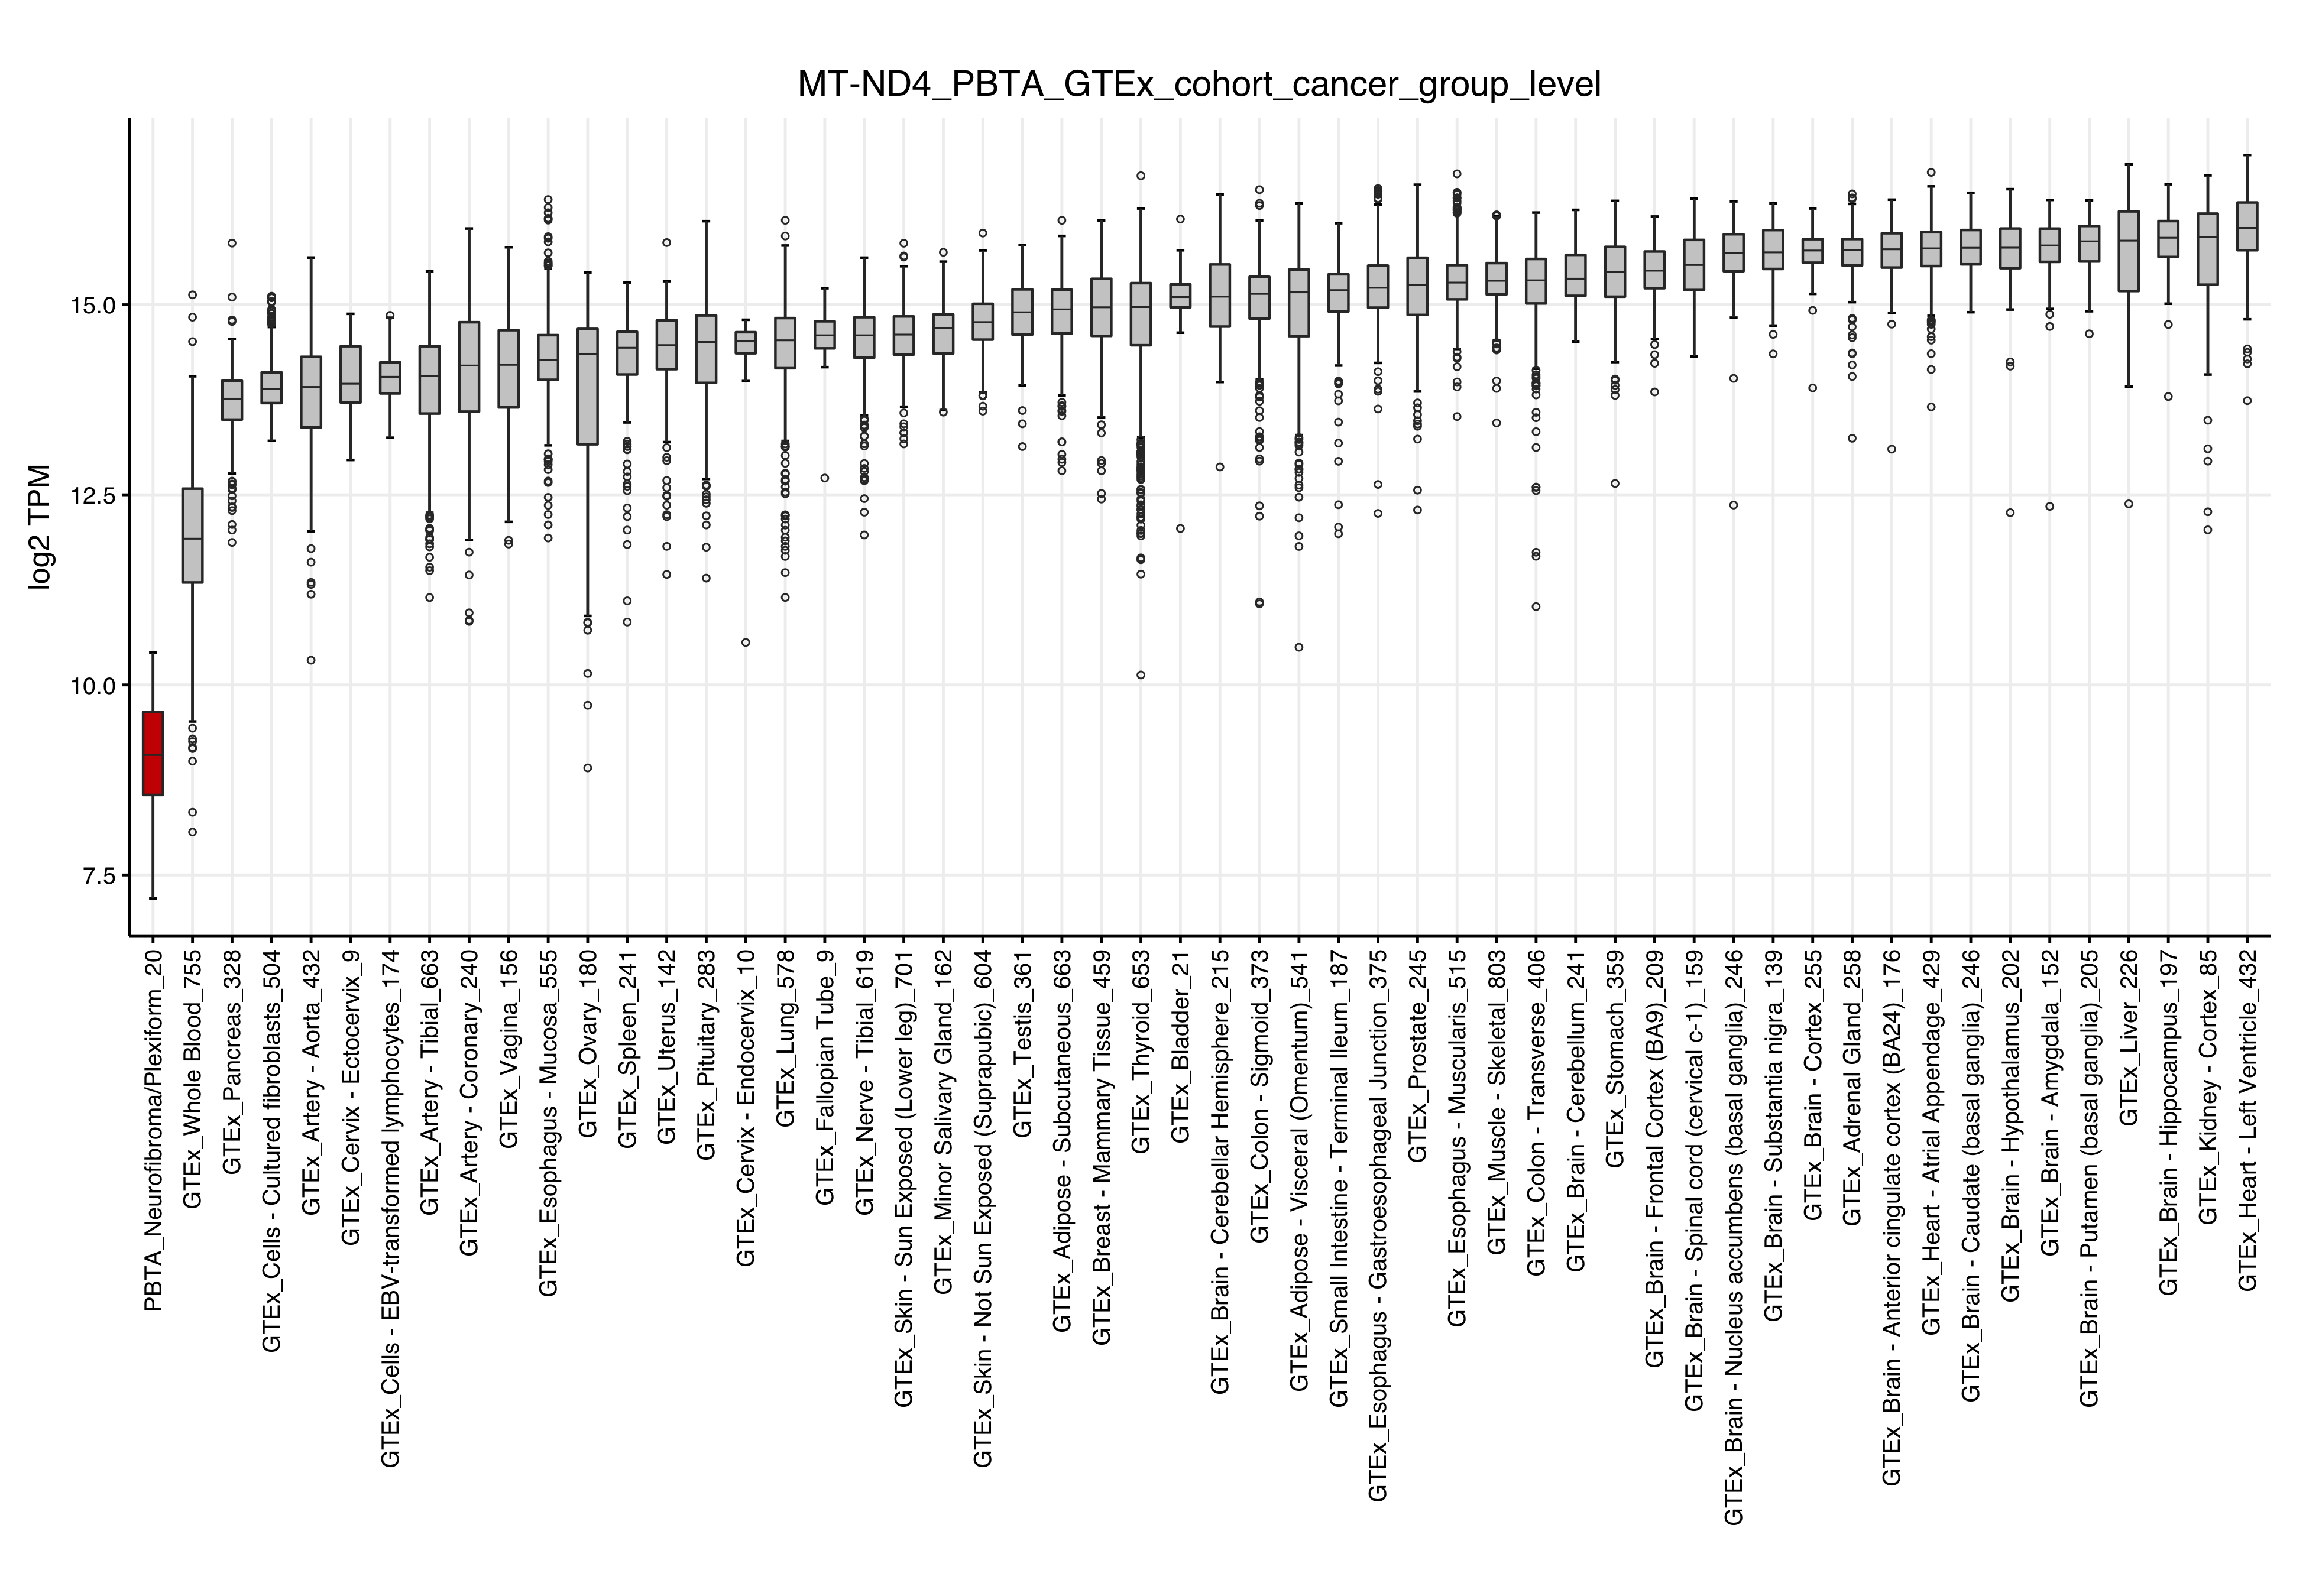 MT-ND4_PBTA_GTEx_cohort_cancer_group_level
log2 TPM
15.0
12.5
10.0
7.5
PBTA_Neurofibroma/Plexiform_20
GTEx_Whole Blood_755
GTEx_Pancreas_328
GTEx_Cells - Cultured fibroblasts_504
GTEx_Artery - Aorta_432
GTEx_Cervix - Ectocervix_9
GTEx_Cells - EBV-transformed lymphocytes_174
GTEx_Artery - Tibial_663
GTEx_Artery - Coronary_240
GTEx_Vagina_156
GTEx_Esophagus - Mucosa_555
GTEx_Ovary_180
GTEx_Spleen_241
GTEx_Uterus_142
GTEx_Pituitary_283
GTEx_Cervix - Endocervix_10
GTEx_Lung_578
GTEx_Fallopian Tube_9
GTEx_Nerve - Tibial_619
GTEx_Skin - Sun Exposed (Lower leg)_701
GTEx_Minor Salivary Gland_162
GTEx_Skin - Not Sun Exposed (Suprapubic)_604
GTEx_Testis_361
GTEx_Adipose - Subcutaneous_663
GTEx_Breast - Mammary Tissue_459
GTEx_Thyroid_653
GTEx_Bladder_21
GTEx_Brain - Cerebellar Hemisphere_215
GTEx_Colon - Sigmoid_373
GTEx_Adipose - Visceral (Omentum)_541
GTEx_Small Intestine - Terminal Ileum_187
GTEx_Esophagus - Gastroesophageal Junction_375
GTEx_Prostate_245
GTEx_Esophagus - Muscularis_515
GTEx_Muscle - Skeletal_803
GTEx_Colon - Transverse_406
GTEx_Brain - Cerebellum_241
GTEx_Stomach_359
GTEx_Brain - Frontal Cortex (BA9)_209
GTEx_Brain - Spinal cord (cervical c-1)_159
GTEx_Brain - Nucleus accumbens (basal ganglia)_246
GTEx_Brain - Substantia nigra_139
GTEx_Brain - Cortex_255
GTEx_Adrenal Gland_258
GTEx_Brain - Anterior cingulate cortex (BA24)_176
GTEx_Heart - Atrial Appendage_429
GTEx_Brain - Caudate (basal ganglia)_246
GTEx_Brain - Hypothalamus_202
GTEx_Brain - Amygdala_152
GTEx_Brain - Putamen (basal ganglia)_205
GTEx_Liver_226
GTEx_Brain - Hippocampus_197
GTEx_Kidney - Cortex_85
GTEx_Heart - Left Ventricle_432